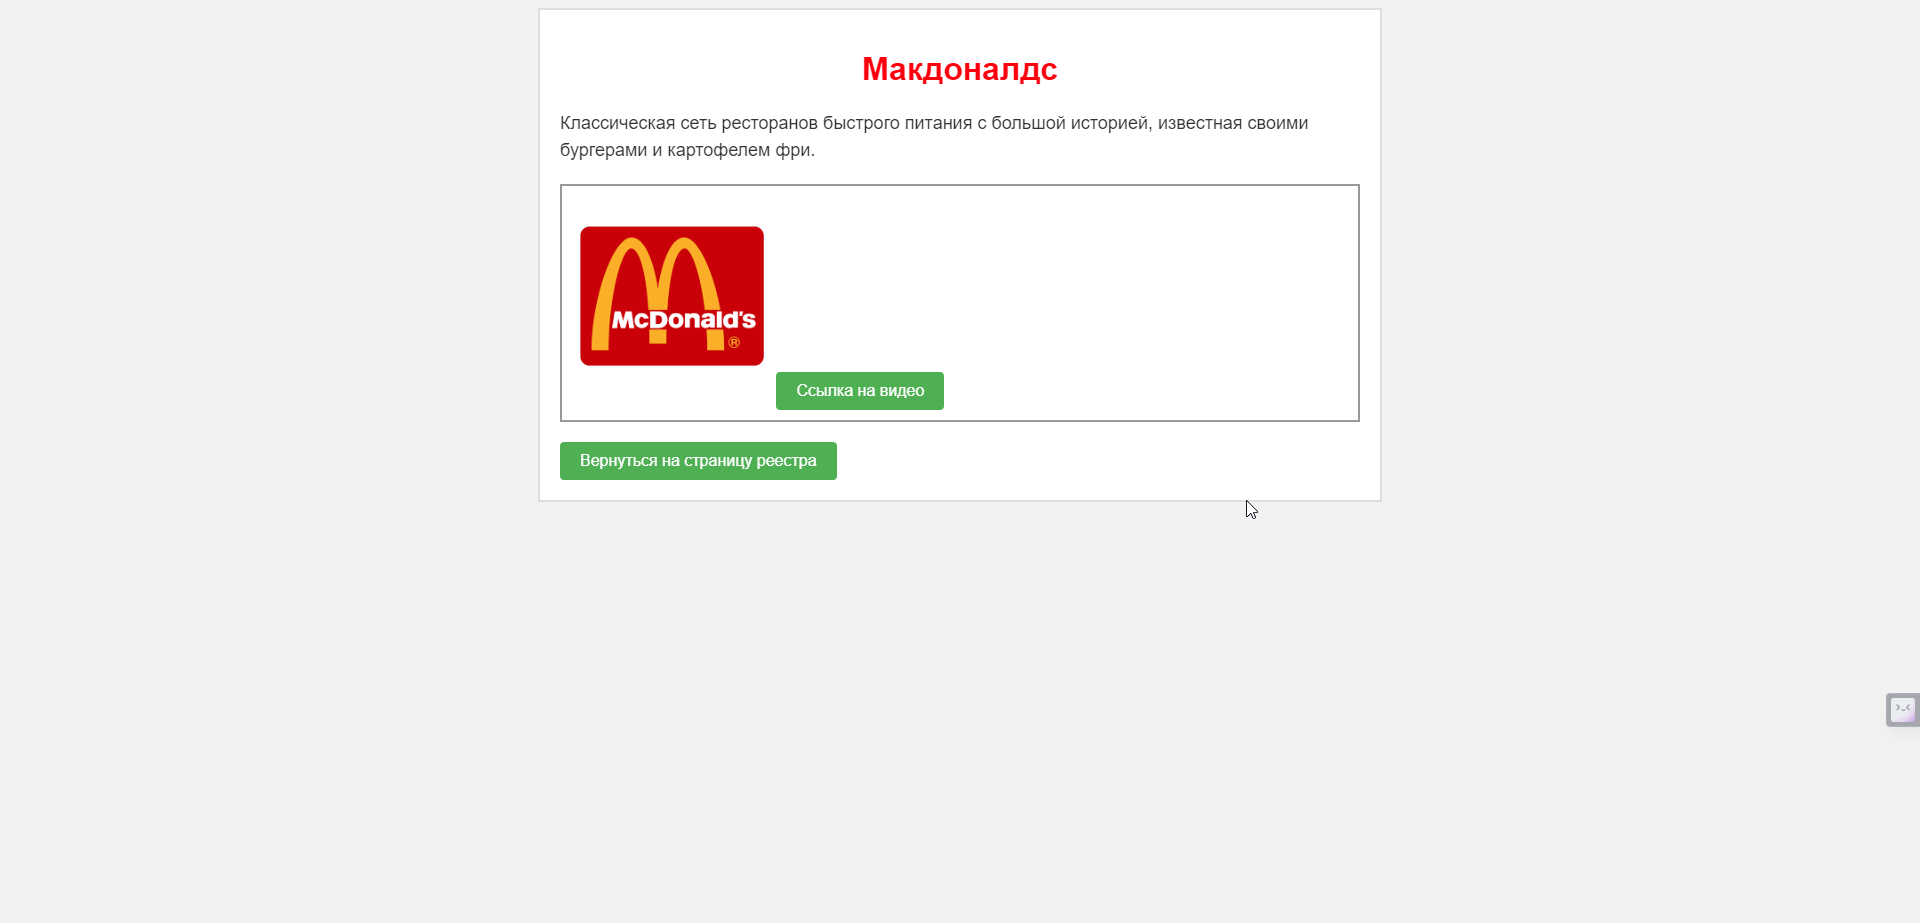 Макдоналдс
Классическая сеть ресторанов быстрого питания с большой историей, известная своими
бургерами и картофелем фри.
McDonald's
®
Ссылка на видео
Вернуться на страницу реестра